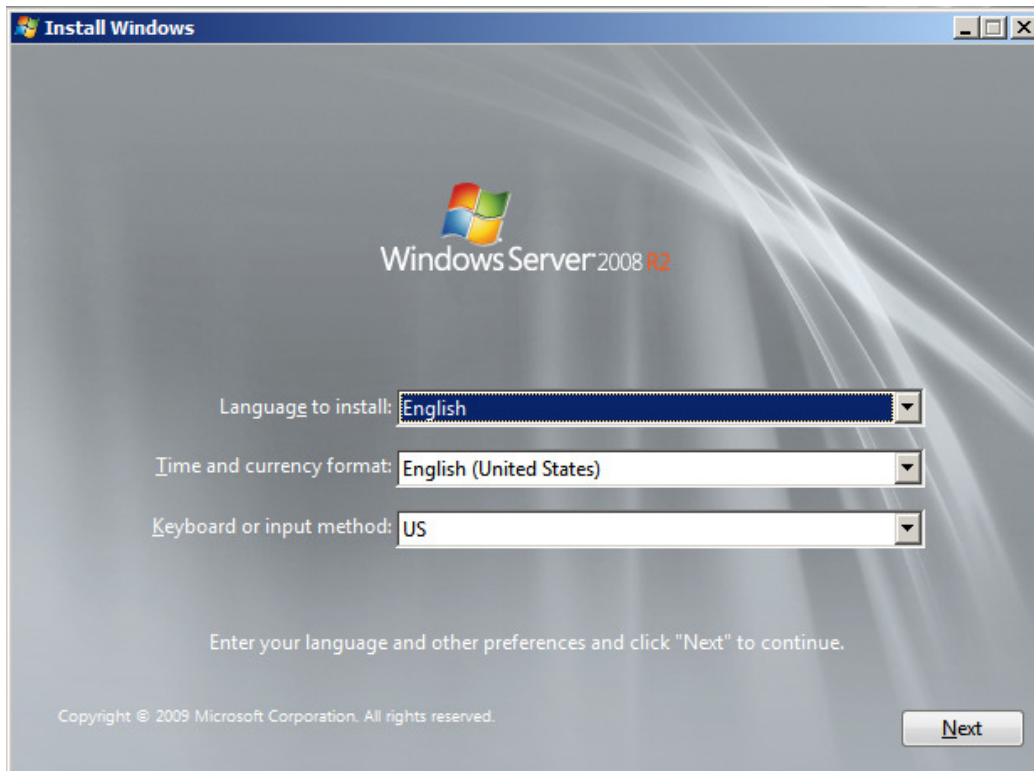 Install Windows
Windows Server 2008 R2
Language to install: English
Time and currency format: English (United States)
Keyboard or input method: US
Enter your language and other preferences and click "Next" to continue.
Copyright © 2009 Microsoft Corporation. All rights reserved.
Next